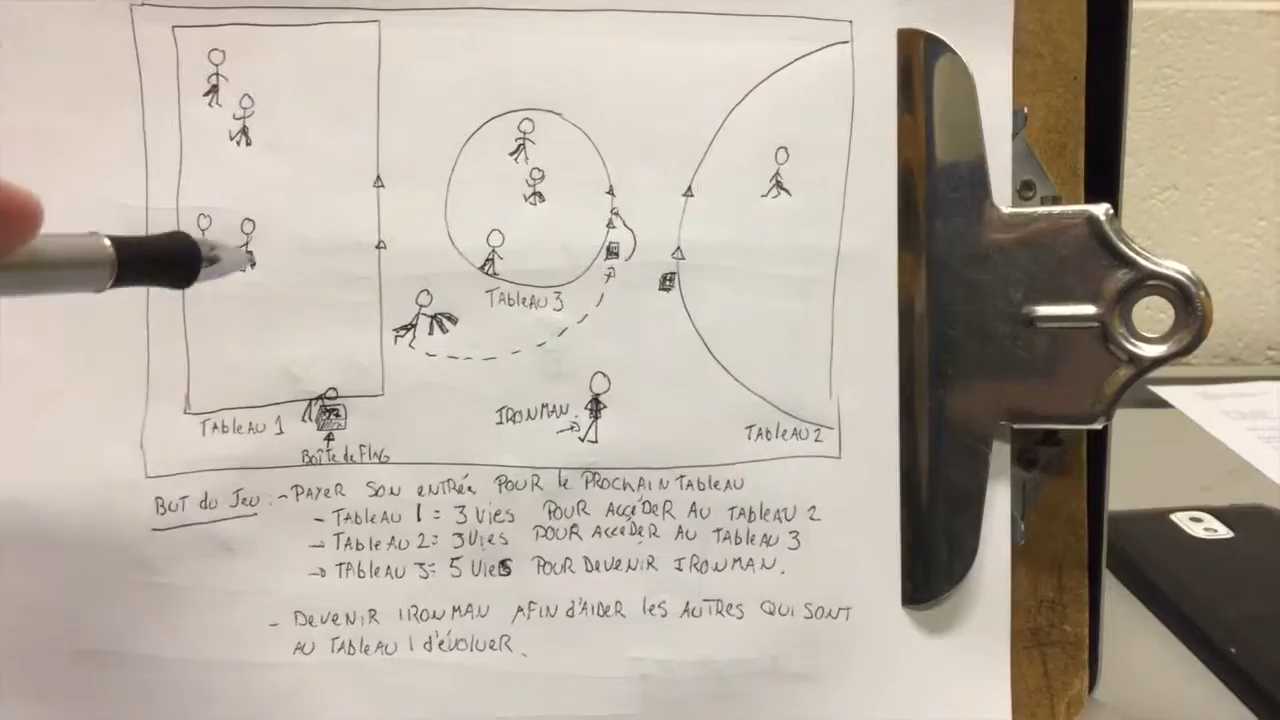 TABLEAU 3
IRONMAN
TABLEAU 1
TABLEAU 2
BOÎTE de FLAG
BUT du JEU : - PAYER SON ENTRÉE POUR le PROCHAIN TABLEAU
- TABLEAU 1 = 3 VIES POUR ACCÉDER AU TABLEAU 2
→ TABLEAU 2 = 3 VIES POUR ACCÉDER AU TABLEAU 3
→ TABLEAU 3 = 5 VIES POUR DEVENIR IRONMAN.
- DEVENIR IRONMAN AFIN d'AIDER les AUTRES QUI SONT
AU TABLEAU 1 d'ÉVOLUER.